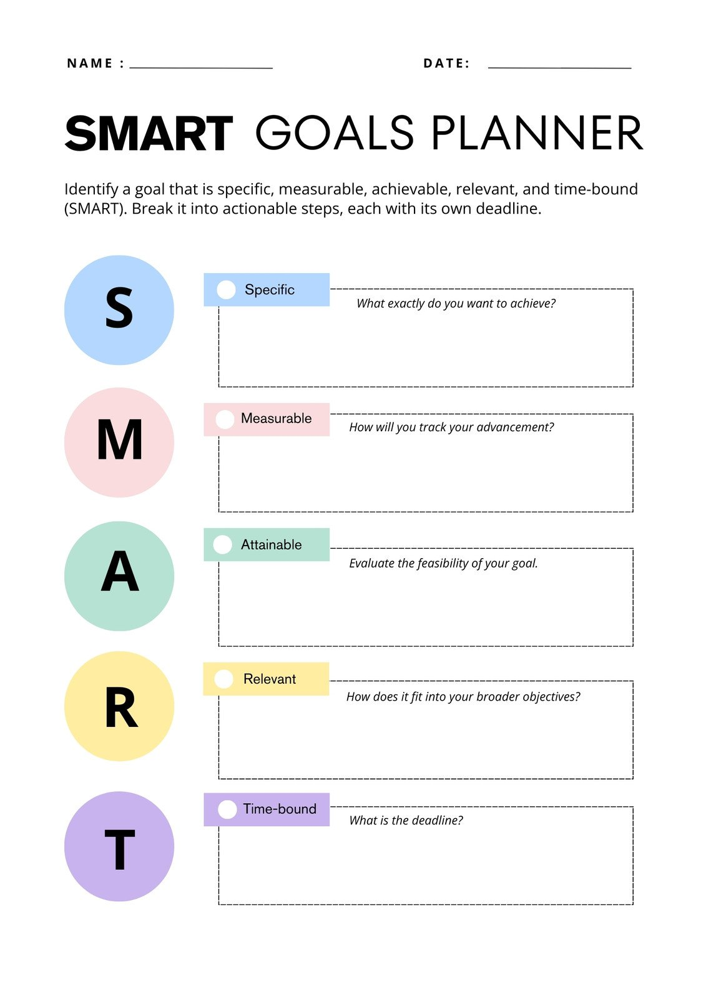 NAME : DATE:
SMART GOALS PLANNER
Identify a goal that is specific, measurable, achievable, relevant, and time-bound
(SMART). Break it into actionable steps, each with its own deadline.
S
Specific
What exactly do you want to achieve?
M
Measurable
How will you track your advancement?
A
Attainable
Evaluate the feasibility of your goal.
R
Relevant
How does it fit into your broader objectives?
T
Time-bound
What is the deadline?